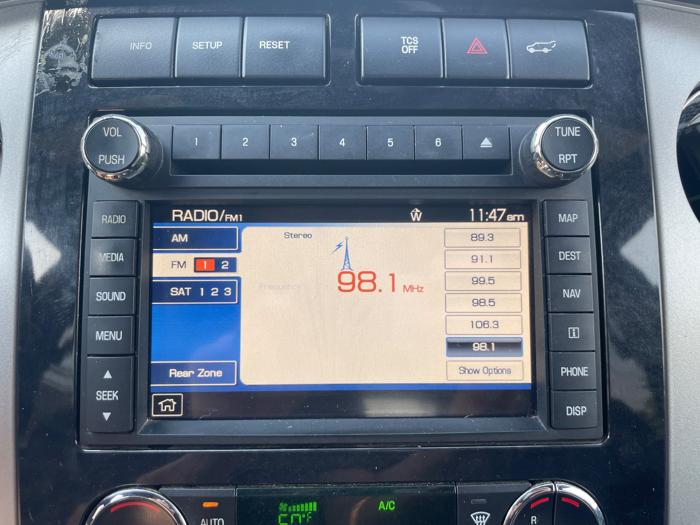 INFO SETUP RESET TCS OFF
VOL PUSH 1 2 3 4 5 6 TUNE RPT
RADIO
MEDIA
SOUND
MENU
SEEK
RADIO/FM1 W 11:47am
AM
FM 1 2
SAT 1 2 3
Rear Zone
Stereo
Frequency 98.1 MHz
89.3
91.1
99.5
98.5
106.3
98.1
Show Options
MAP
DEST
NAV
i
PHONE
DISP
AUTO A/C R